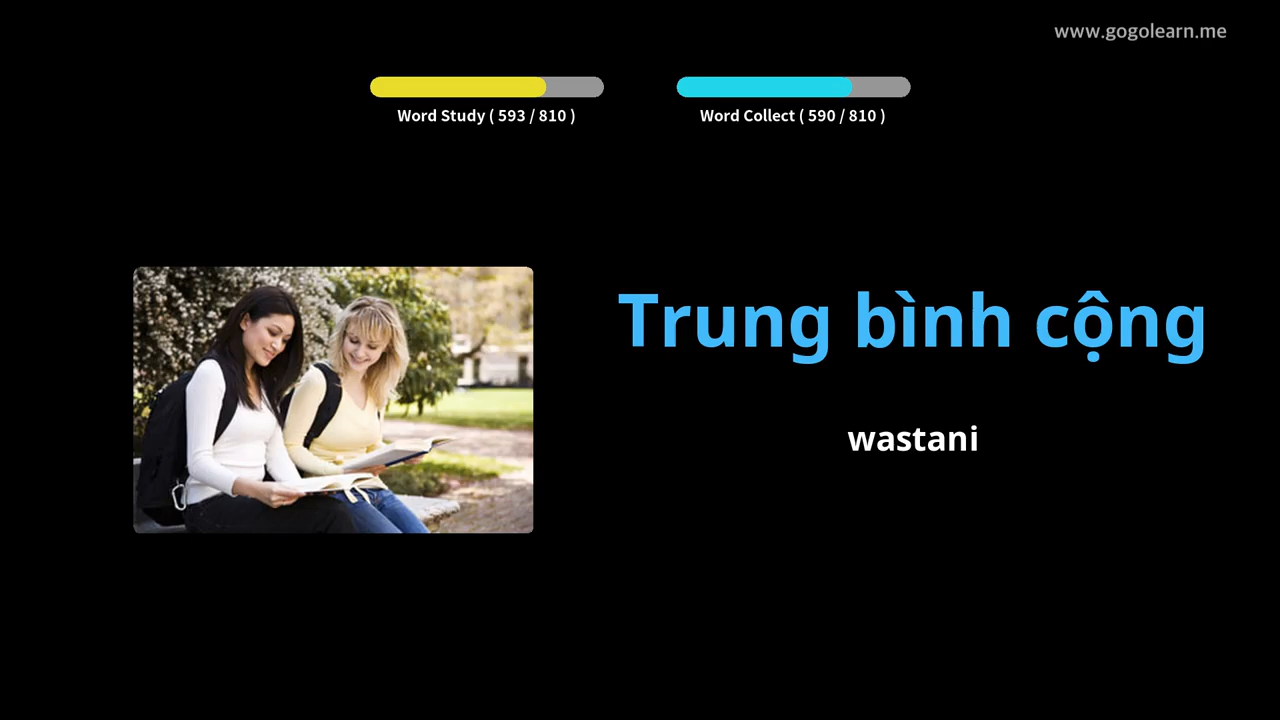 www.gogolearn.me
Word Study ( 593 / 810 )
Word Collect ( 590 / 810 )
Trung bình cộng
wastani